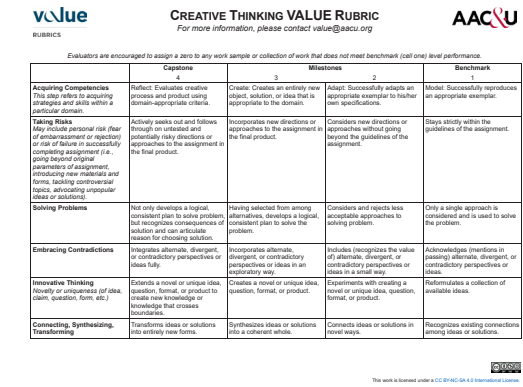 value
RUBRICS
CREATIVE THINKING VALUE RUBRIC
For more information, please contact value@aacu.org
AAC&U
Evaluators are encouraged to assign a zero to any work sample or collection of work that does not meet benchmark (cell one) level performance.
Capstone
4
Milestones
3
2
Benchmark
1
Acquiring Competencies
This step refers to acquiring
strategies and skills within a
particular domain.
Reflect: Evaluates creative
process and product using
domain-appropriate criteria.
Create: Creates an entirely new
object, solution, or idea that is
appropriate to the domain.
Adapt: Successfully adapts an
appropriate exemplar to his/her
own specifications.
Model: Successfully reproduces
an appropriate exemplar.
Taking Risks
May include personal risk (fear
of embarrassment or rejection)
or risk of failure in successfully
completing assignment (i.e.,
going beyond original
parameters of assignment,
introducing new materials and
forms, tackling controversial
topics, advocating unpopular
ideas or solutions).
Actively seeks out and follows
through on untested and
potentially risky directions or
approaches to the assignment in
the final product.
Incorporates new directions or
approaches to the assignment in
the final product.
Considers new directions or
approaches without going
beyond the guidelines of the
assignment.
Stays strictly within the
guidelines of the assignment.
Solving Problems
Not only develops a logical,
consistent plan to solve problem,
but recognizes consequences of
solution and can articulate
reason for choosing solution.
Having selected from among
alternatives, develops a logical,
consistent plan to solve the
problem.
Considers and rejects less
acceptable approaches to
solving problem.
Only a single approach is
considered and is used to solve
the problem.
Embracing Contradictions
Integrates alternate, divergent,
or contradictory perspectives or
ideas fully.
Incorporates alternate,
divergent, or contradictory
perspectives or ideas in an
exploratory way.
Includes (recognizes the value
of) alternate, divergent, or
contradictory perspectives or
ideas in a small way.
Acknowledges (mentions in
passing) alternate, divergent, or
contradictory perspectives or
ideas.
Innovative Thinking
Novelty or uniqueness (of idea,
claim, question, form, etc.)
Extends a novel or unique idea,
question, format, or product to
create new knowledge or
knowledge that crosses
boundaries.
Creates a novel or unique idea,
question, format, or product.
Experiments with creating a
novel or unique idea, question,
format, or product.
Reformulates a collection of
available ideas.
Connecting, Synthesizing,
Transforming
Transforms ideas or solutions
into entirely new forms.
Synthesizes ideas or solutions
into a coherent whole.
Connects ideas or solutions in
novel ways.
Recognizes existing connections
among ideas or solutions.
This work is licensed under a CC BY-NC-SA 4.0 International License.